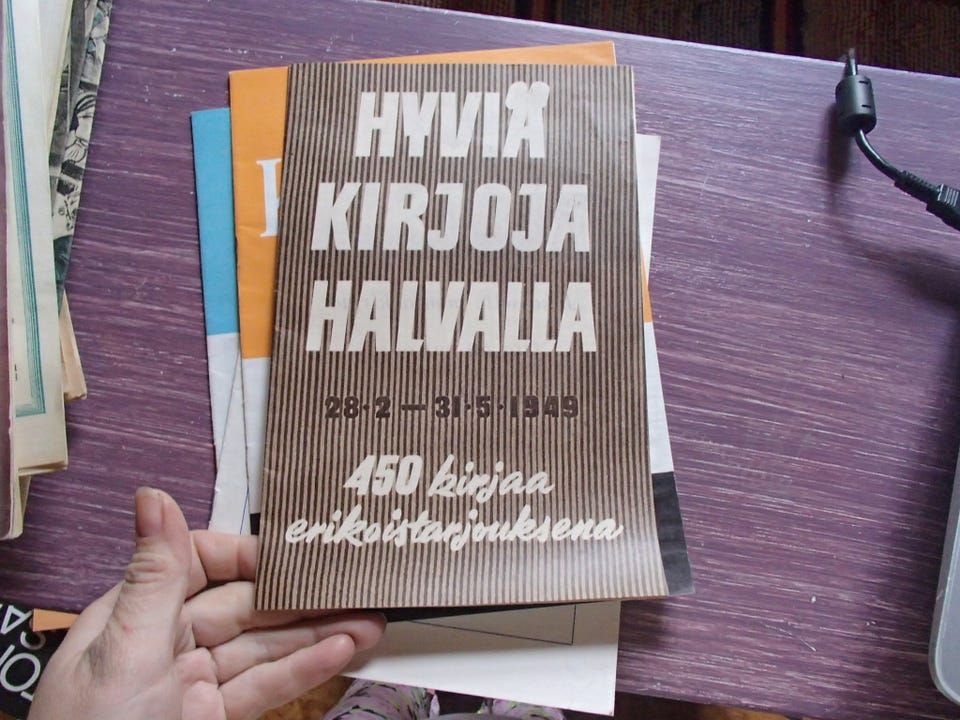 HYVIÄ
KIRJOJA
HALVALLA
28·2 — 31·5·1949
450 kirjaa
erikoistarjouksena